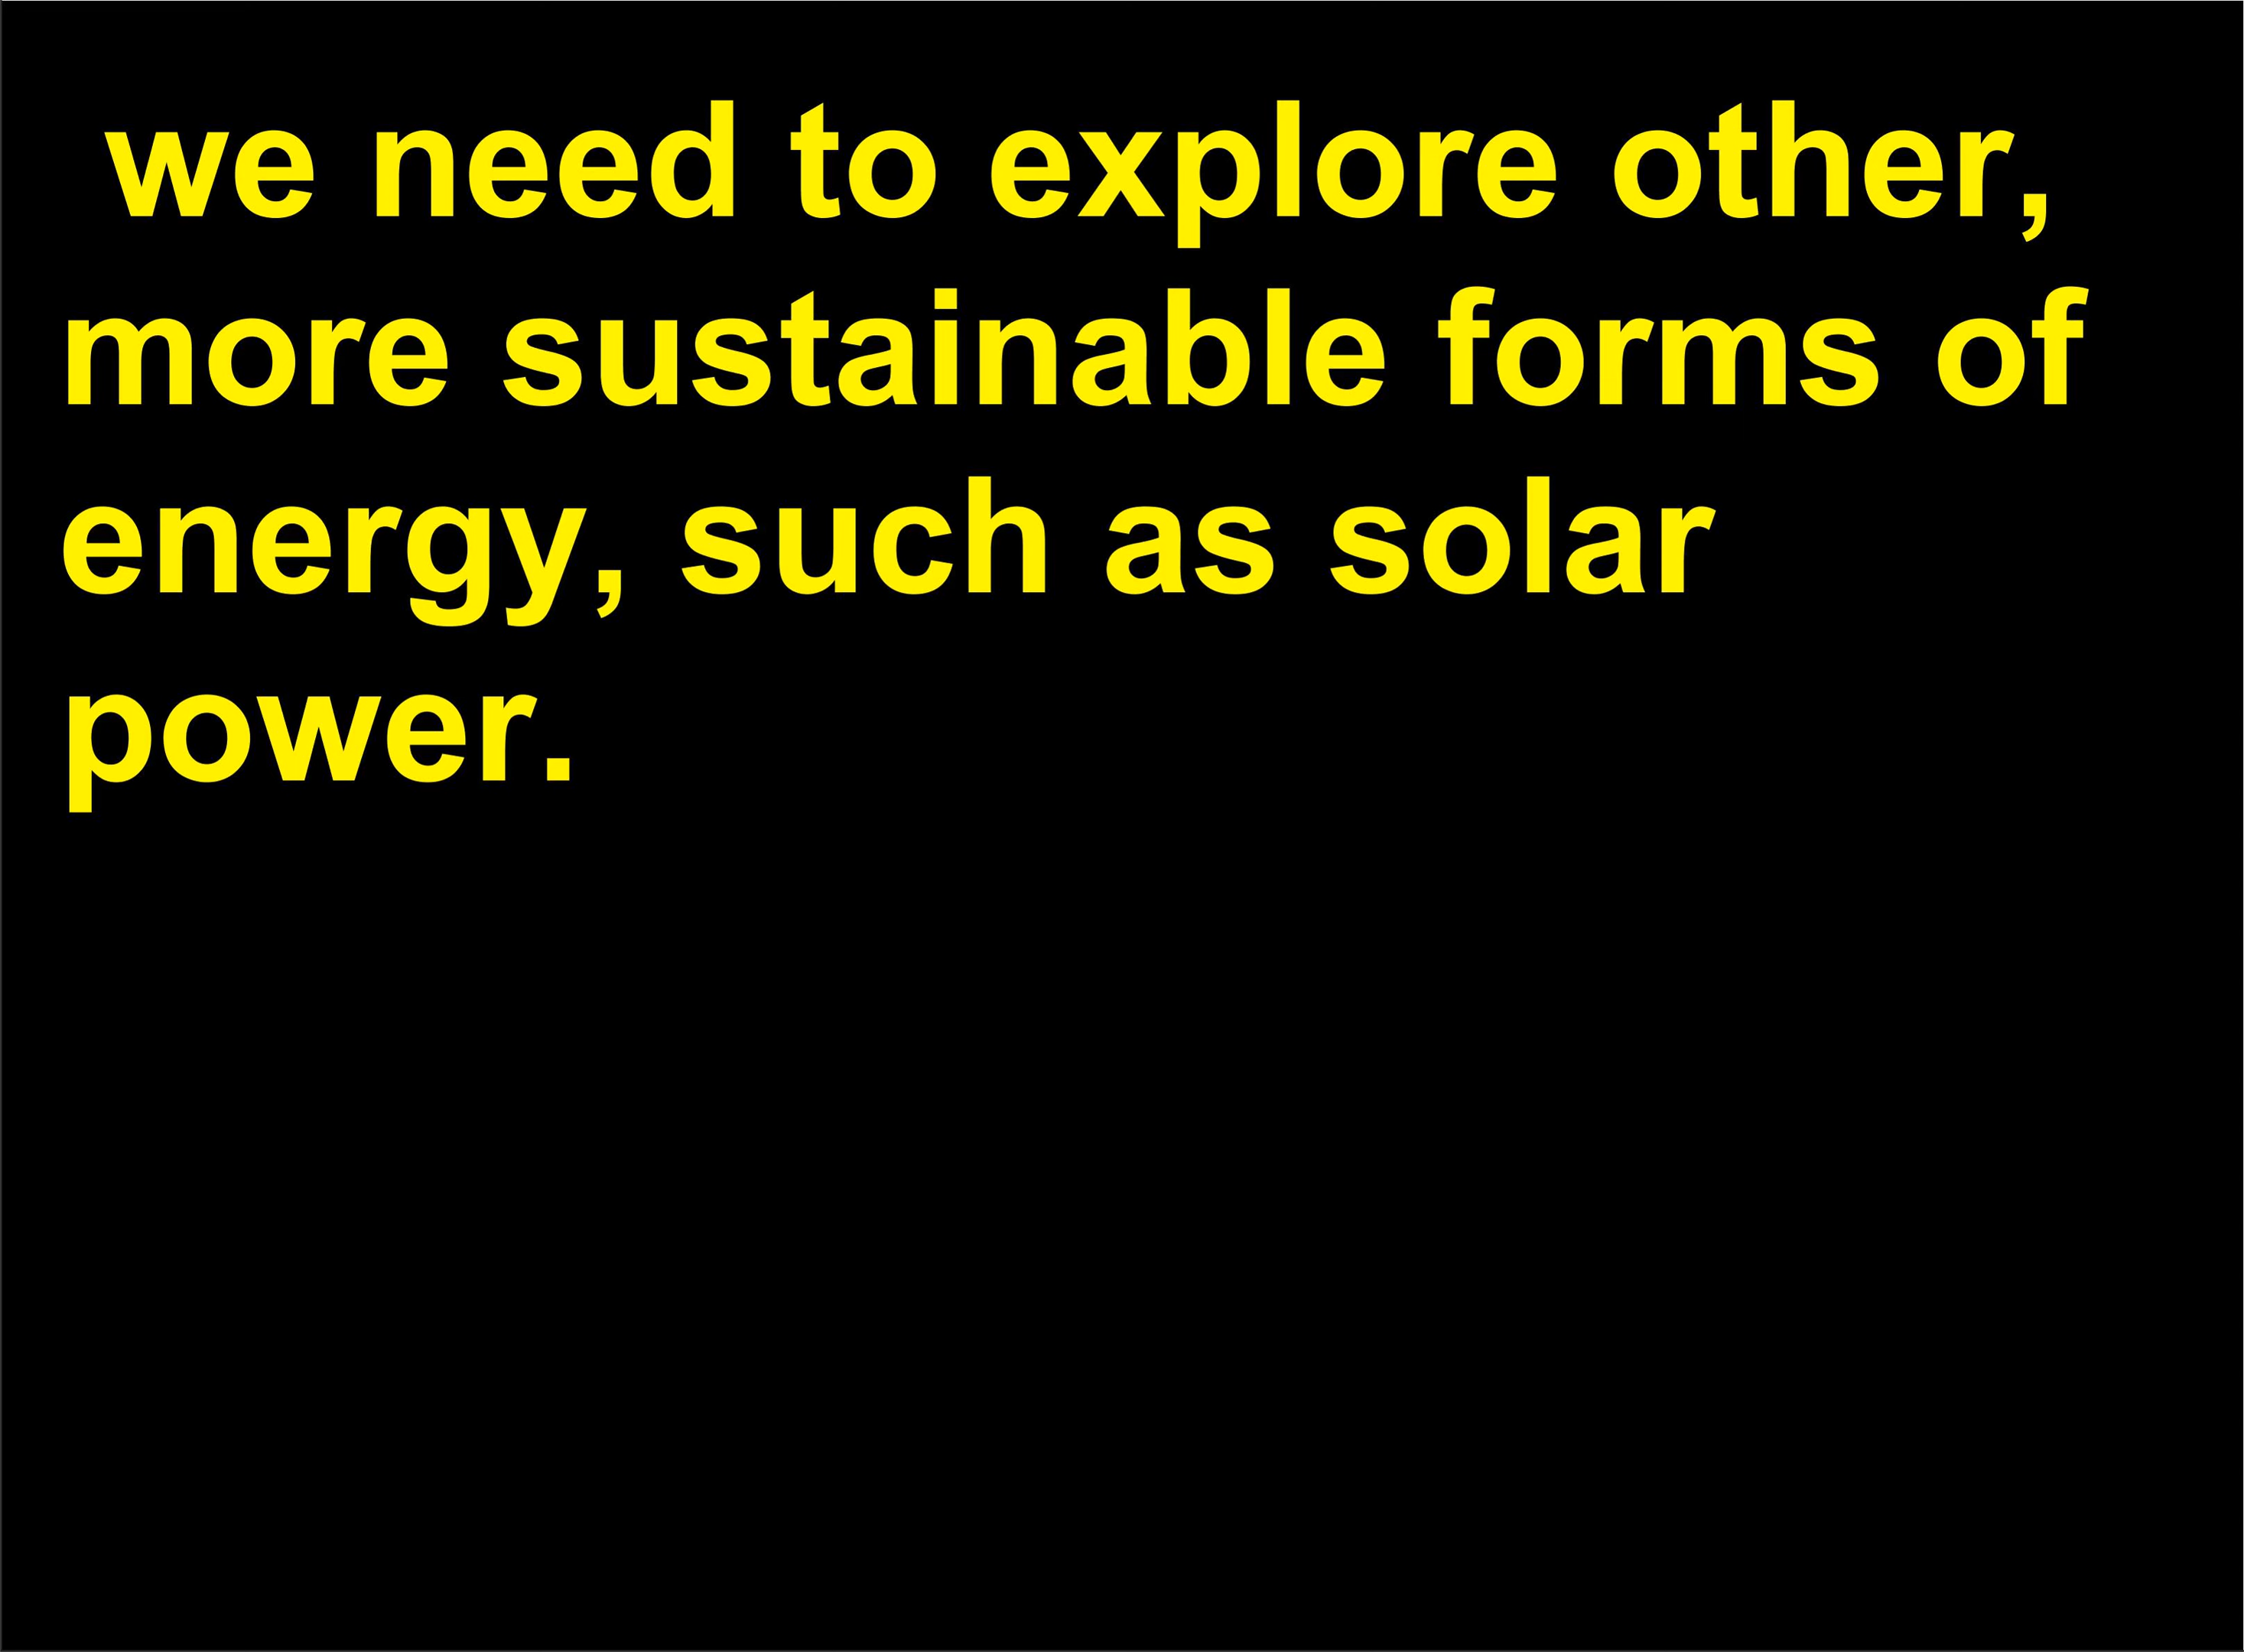 we need to explore other,
more sustainable forms of
energy, such as solar
power.